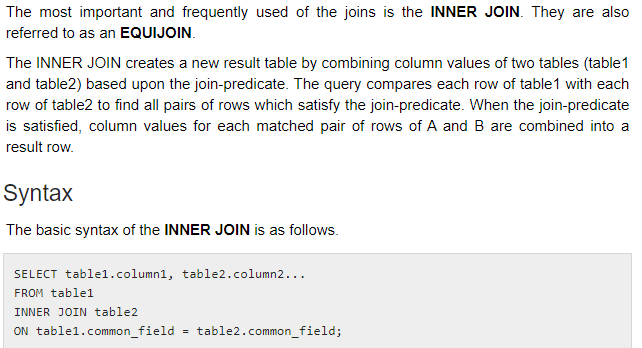 The most important and frequently used of the joins is the INNER JOIN. They are also
referred to as an EQUIJOIN.
The INNER JOIN creates a new result table by combining column values of two tables (table1
and table2) based upon the join-predicate. The query compares each row of table1 with each
row of table2 to find all pairs of rows which satisfy the join-predicate. When the join-predicate
is satisfied, column values for each matched pair of rows of A and B are combined into a
result row.
Syntax
The basic syntax of the INNER JOIN is as follows.
SELECT table1.column1, table2.column2...
FROM table1
INNER JOIN table2
ON table1.common_field = table2.common_field;